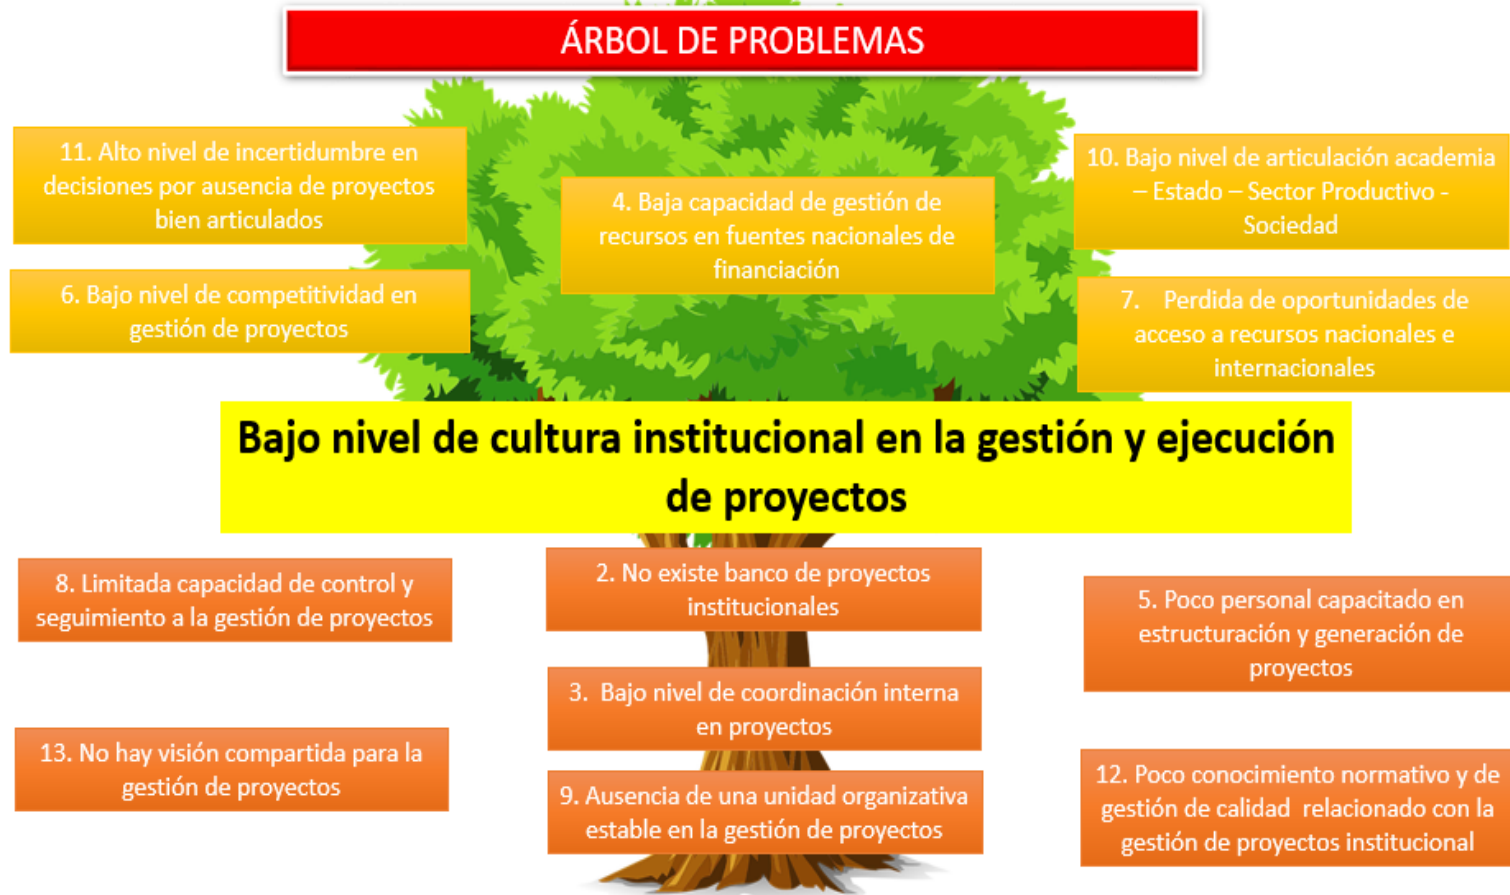 ÁRBOL DE PROBLEMAS
11. Alto nivel de incertidumbre en
decisiones por ausencia de proyectos
bien articulados
4. Baja capacidad de gestión de
recursos en fuentes nacionales de
financiación
10. Bajo nivel de articulación academia
– Estado – Sector Productivo -
Sociedad
6. Bajo nivel de competitividad en
gestión de proyectos
7. Perdida de oportunidades de
acceso a recursos nacionales e
internacionales
Bajo nivel de cultura institucional en la gestión y ejecución
de proyectos
8. Limitada capacidad de control y
seguimiento a la gestión de proyectos
2. No existe banco de proyectos
institucionales
5. Poco personal capacitado en
estructuración y generación de
proyectos
3. Bajo nivel de coordinación interna
en proyectos
13. No hay visión compartida para la
gestión de proyectos
9. Ausencia de una unidad organizativa
estable en la gestión de proyectos
12. Poco conocimiento normativo y de
gestión de calidad relacionado con la
gestión de proyectos institucional